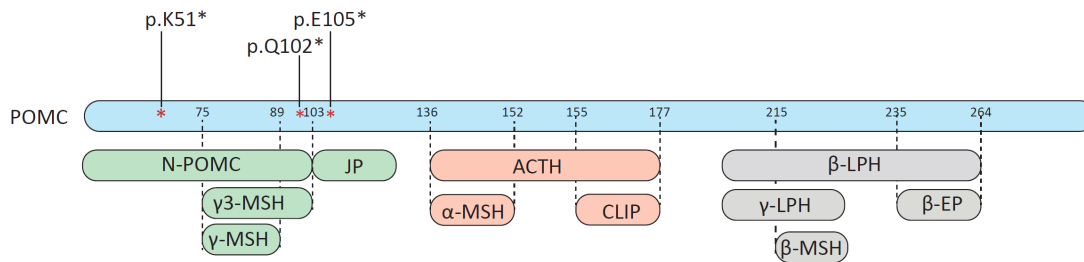 p.K51*
p.E105*
p.Q102*
POMC
* 75 89 * 103 * 136 152 155 177 215 235 264
N-POMC JP ACTH β-LPH
γ3-MSH α-MSH CLIP γ-LPH β-EP
γ-MSH β-MSH